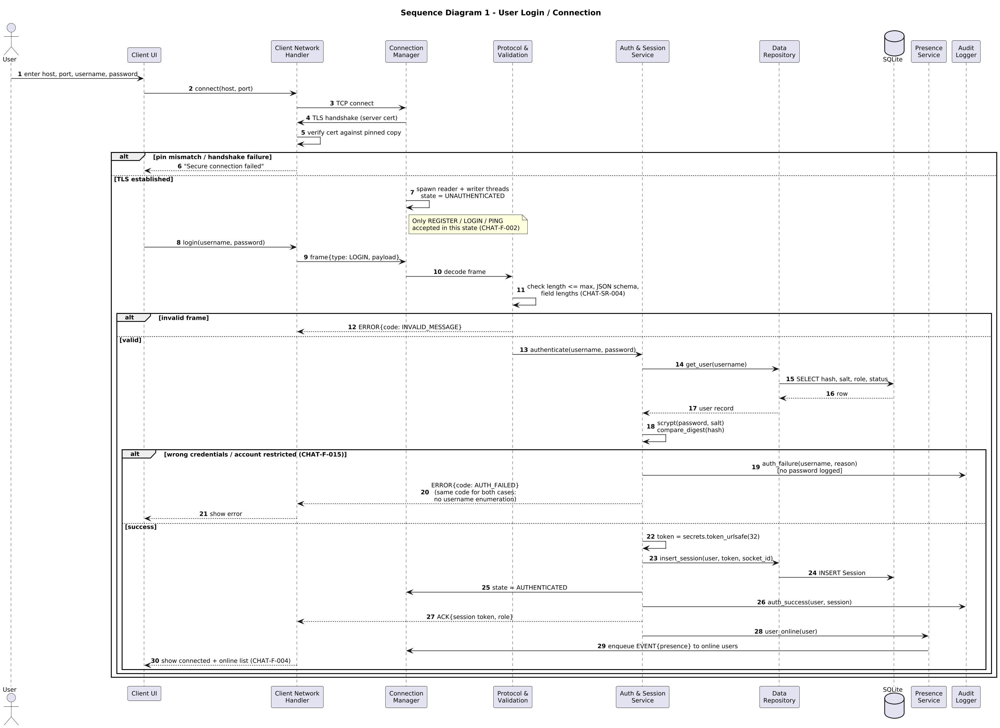 Sequence Diagram 1 - User Login / Connection
User
Client UI
Client Network
Handler
Connection
Manager
Protocol &
Validation
Auth & Session
Service
Data
Repository
SQLite
Presence
Service
Audit
Logger
1 enter host, port, username, password
2 connect(host, port)
3 TCP connect
4 TLS handshake (server cert)
5 verify cert against pinned copy
alt [pin mismatch / handshake failure]
6 "Secure connection failed"
[TLS established]
7 spawn reader + writer threads
state = UNAUTHENTICATED
Only REGISTER / LOGIN / PING
accepted in this state (CHAT-F-002)
8 login(username, password)
9 frame{type: LOGIN, payload}
10 decode frame
11 check length <= max, JSON schema,
field lengths (CHAT-SR-004)
alt [invalid frame]
12 ERROR{code: INVALID_MESSAGE}
[valid]
13 authenticate(username, password)
14 get_user(username)
15 SELECT hash, salt, role, status
16 row
17 user record
18 scrypt(password, salt)
compare_digest(hash)
alt [wrong credentials / account restricted (CHAT-F-015)]
19 auth_failure(username, reason)
[no password logged]
20 ERROR{code: AUTH_FAILED}
(same code for both cases:
no username enumeration)
21 show error
[success]
22 token = secrets.token_urlsafe(32)
23 insert_session(user, token, socket_id)
24 INSERT Session
25 state = AUTHENTICATED
26 auth_success(user, session)
27 ACK{session token, role}
28 user_online(user)
29 enqueue EVENT{presence} to online users
30 show connected + online list (CHAT-F-004)
User
Client UI
Client Network
Handler
Connection
Manager
Protocol &
Validation
Auth & Session
Service
Data
Repository
SQLite
Presence
Service
Audit
Logger